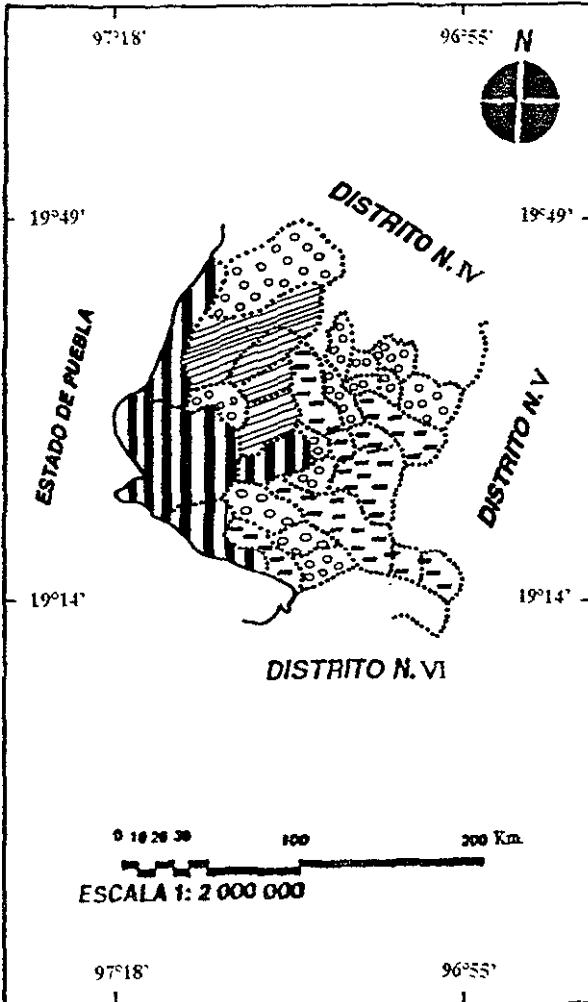 97°18' 96°55'
N
19°49' 19°49'
DISTRITO N. IV
ESTADO DE PUEBLA
DISTRITO N. V
19°14' 19°14'
DISTRITO N. VI
0 10 20 30 100 200 Km.
ESCALA 1: 2 000 000
97°18' 96°55'